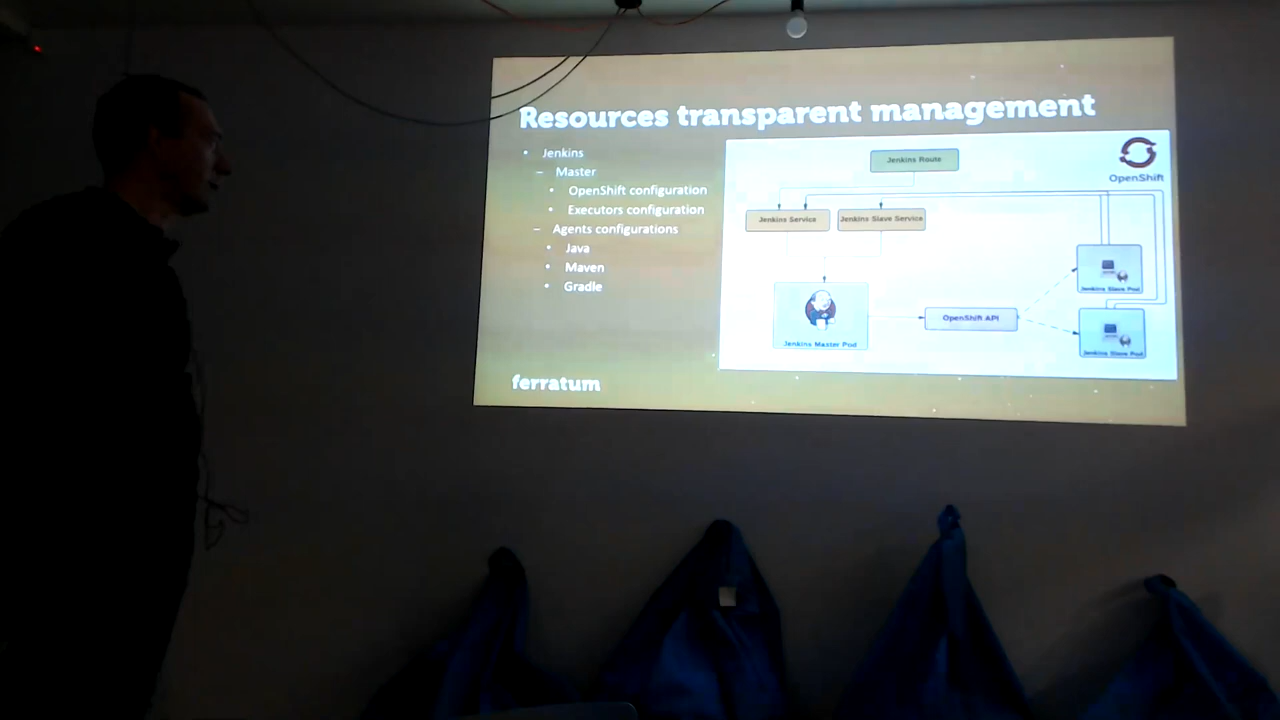 Resources transparent management
• Jenkins
– Master
• OpenShift configuration
• Executors configuration
– Agents configurations
• Java
• Maven
• Gradle
ferratum
Jenkins Route
OpenShift
Jenkins Service
Jenkins Slave Service
Jenkins Slave Pod
Jenkins Master Pod
OpenShift API
Jenkins Slave Pod